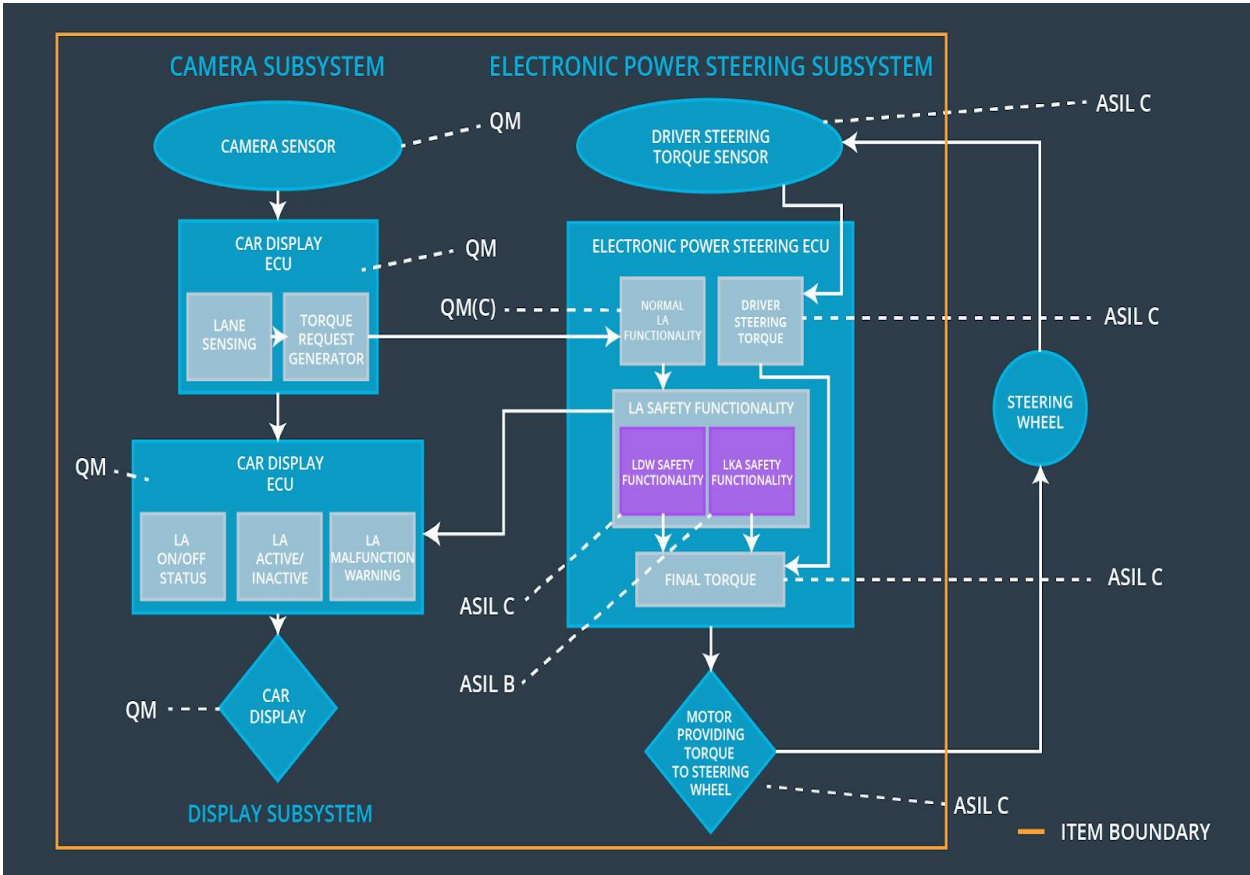 CAMERA SUBSYSTEM
ELECTRONIC POWER STEERING SUBSYSTEM
CAMERA SENSOR
QM
DRIVER STEERING
TORQUE SENSOR
ASIL C
CAR DISPLAY
ECU
QM
LANE
SENSING
TORQUE
REQUEST
GENERATOR
ELECTRONIC POWER STEERING ECU
QM(C)
NORMAL
LA
FUNCTIONALITY
DRIVER
STEERING
TORQUE
ASIL C
LA SAFETY FUNCTIONALITY
LDW SAFETY
FUNCTIONALITY
LKA SAFETY
FUNCTIONALITY
STEERING
WHEEL
QM
CAR DISPLAY
ECU
LA
ON/OFF
STATUS
LA
ACTIVE/
INACTIVE
LA
MALFUNCTION
WARNING
FINAL TORQUE
ASIL C
ASIL C
ASIL B
QM
CAR
DISPLAY
MOTOR
PROVIDING
TORQUE
TO STEERING
WHEEL
ASIL C
DISPLAY SUBSYSTEM
ITEM BOUNDARY